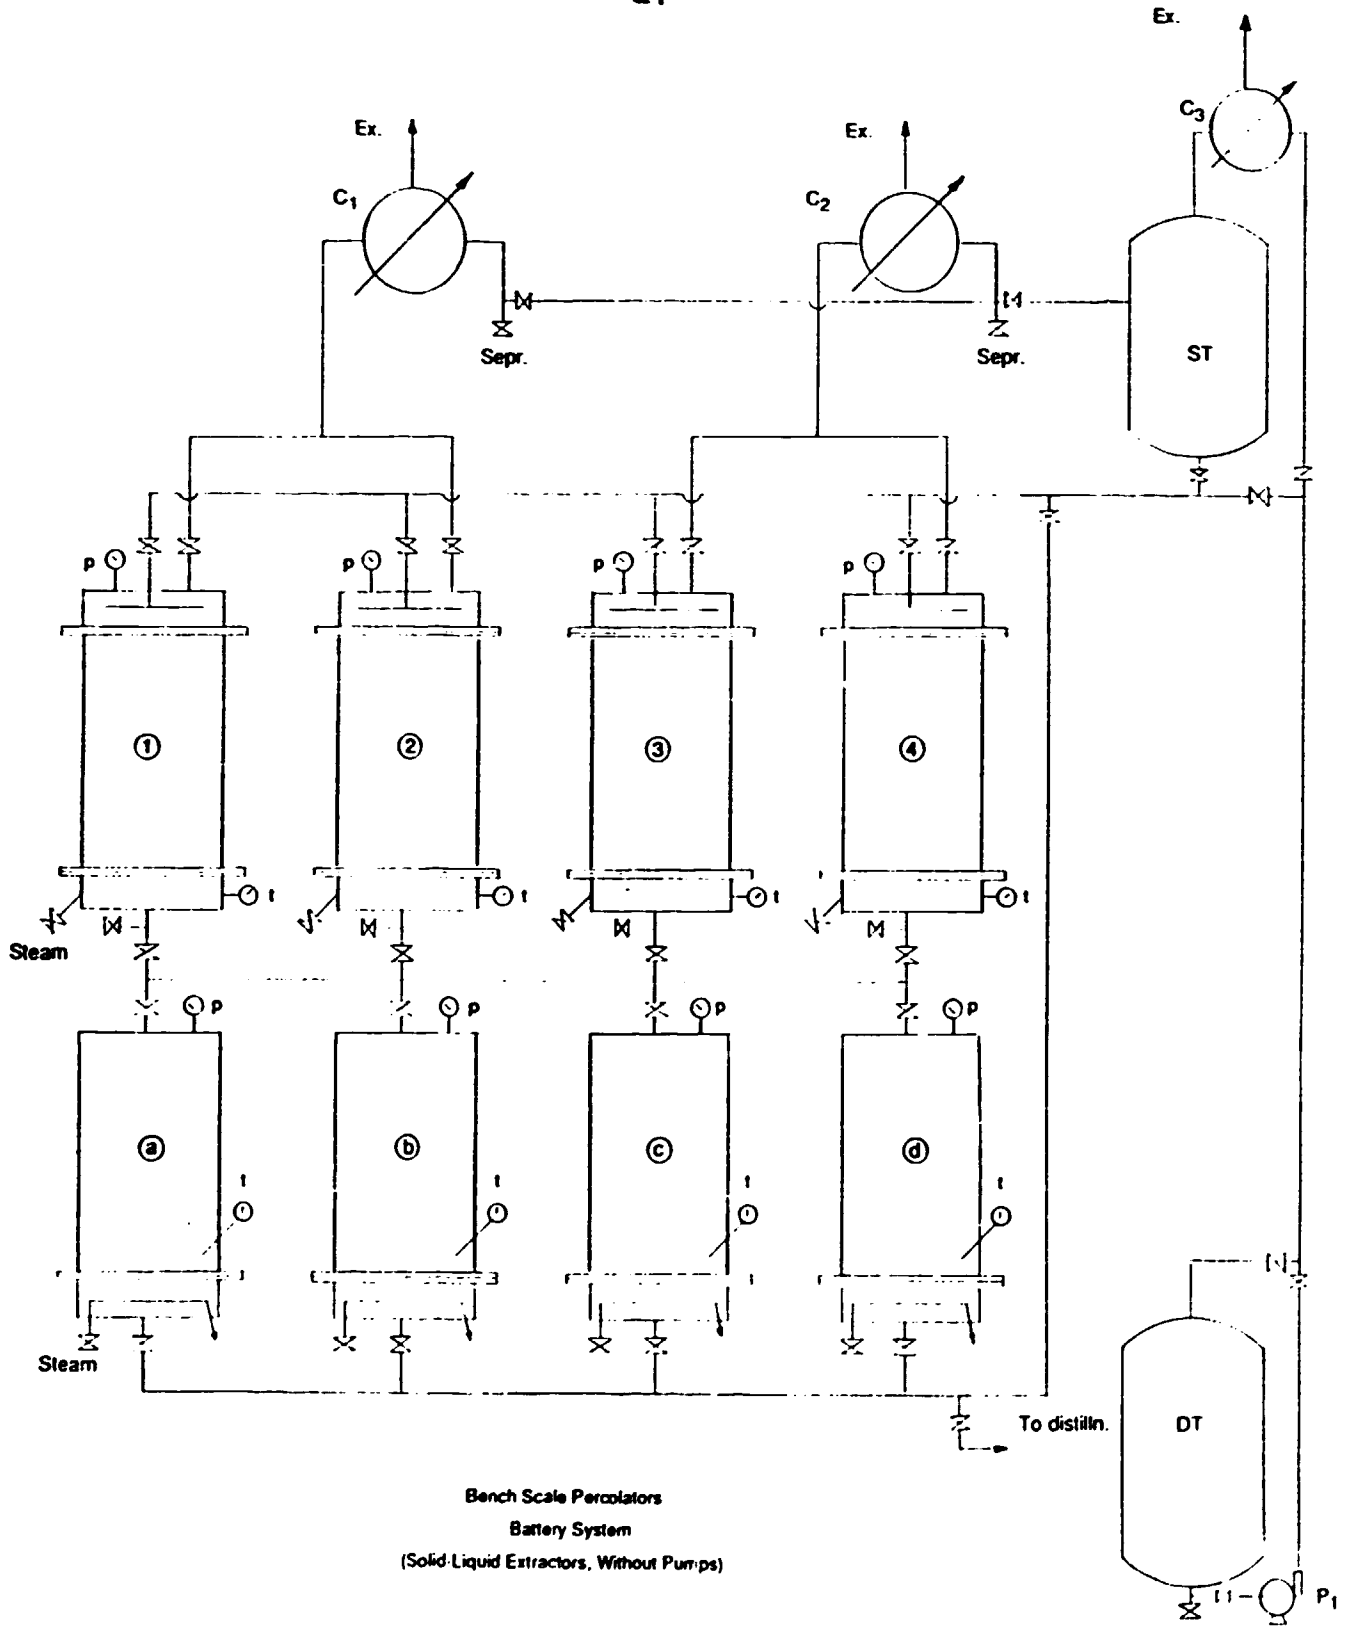 Ex.
C3
Ex.
Ex.
C1
C2
Sepr.
Sepr.
ST
p
p
p
p
1
2
3
4
t
t
t
Steam
p
p
p
p
a
b
c
d
t
t
t
t
Steam
To distilln.
DT
Bench Scale Percolators
Battery System
(Solid-Liquid Extractors, Without Pumps)
P1